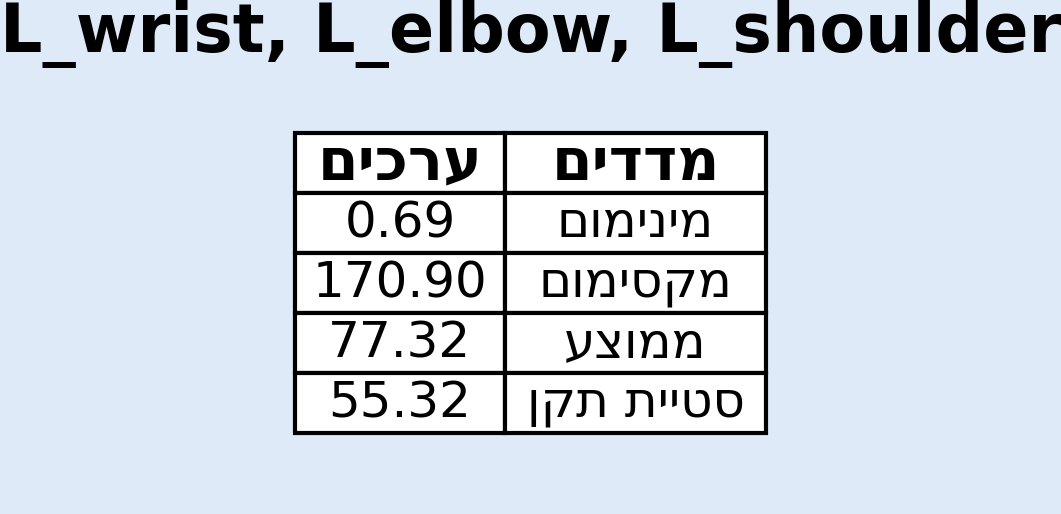 L_wrist, L_elbow, L_shoulder
מדדים ערכים
מינימום 0.69
מקסימום 170.90
ממוצע 77.32
סטיית תקן 55.32